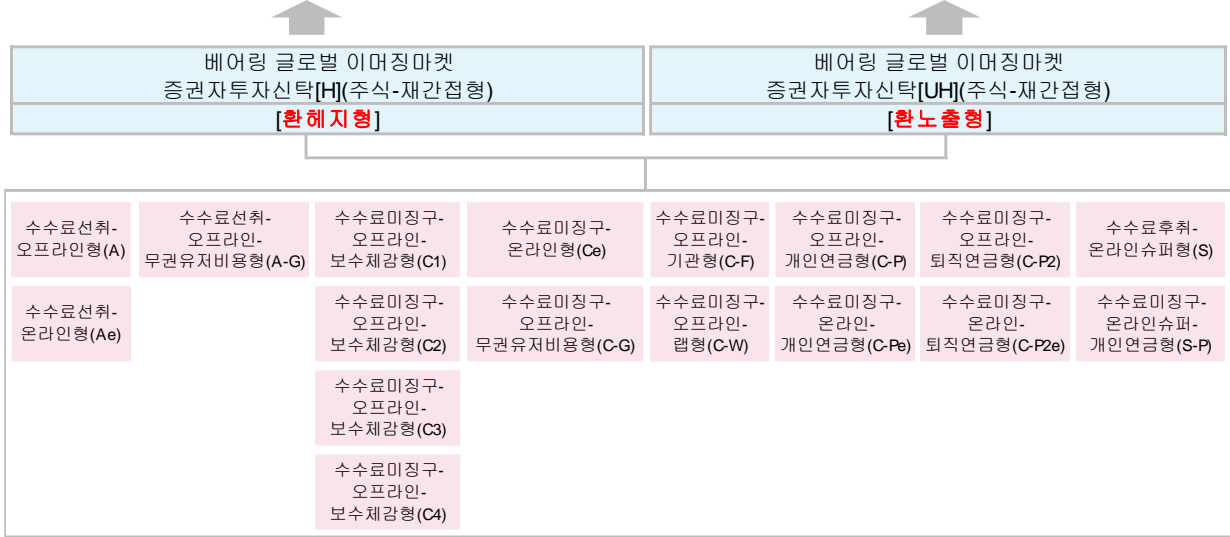 베어링 글로벌 이머징마켓
증권자투자신탁[H](주식-재간접형)
[환헤지형]
베어링 글로벌 이머징마켓
증권자투자신탁[UH](주식-재간접형)
[환노출형]
수수료선취-
오프라인형(A)
수수료선취-
오프라인-
무권유저비용형(A-G)
수수료미징구-
오프라인-
보수체감형(C1)
수수료미징구-
온라인형(Ce)
수수료미징구-
오프라인-
기관형(C-F)
수수료미징구-
오프라인-
개인연금형(C-P)
수수료미징구-
오프라인-
퇴직연금형(C-P2)
수수료후취-
온라인슈퍼형(S)
수수료선취-
온라인형(Ae)
수수료미징구-
오프라인-
보수체감형(C2)
수수료미징구-
오프라인-
무권유저비용형(C-G)
수수료미징구-
오프라인-
랩형(C-W)
수수료미징구-
온라인-
개인연금형(C-Pe)
수수료미징구-
온라인-
퇴직연금형(C-P2e)
수수료미징구-
온라인슈퍼-
개인연금형(S-P)
수수료미징구-
오프라인-
보수체감형(C3)
수수료미징구-
오프라인-
보수체감형(C4)